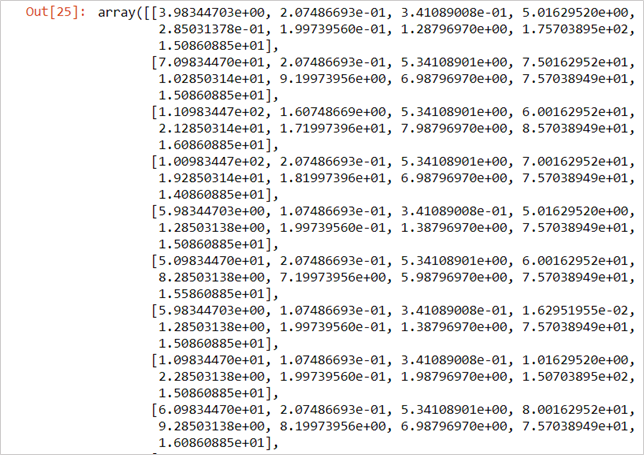 Out[25]: array([[3.98344703e+00, 2.07486693e-01, 3.41089008e-01, 5.01629520e+00,
2.85031378e-01, 1.99739560e-01, 1.28796970e+00, 1.75703895e+02,
1.50860885e+01],
[7.09834470e+01, 2.07486693e-01, 5.34108901e+00, 7.50162952e+01,
1.02850314e+01, 9.19973956e+00, 6.98796970e+00, 7.57038949e+01,
1.50860885e+01],
[1.10983447e+02, 1.60748669e+00, 5.34108901e+00, 6.00162952e+01,
2.12850314e+01, 1.71997396e+01, 7.98796970e+00, 8.57038949e+01,
1.60860885e+01],
[1.00983447e+02, 2.07486693e-01, 5.34108901e+00, 7.00162952e+01,
1.92850314e+01, 1.81997396e+01, 6.98796970e+00, 7.57038949e+01,
1.40860885e+01],
[5.98344703e+00, 1.07486693e-01, 3.41089008e-01, 5.01629520e+00,
1.28503138e+00, 1.99739560e-01, 1.38796970e+00, 7.57038949e+01,
1.50860885e+01],
[5.09834470e+01, 2.07486693e-01, 5.34108901e+00, 6.00162952e+01,
8.28503138e+00, 7.19973956e+00, 5.98796970e+00, 7.57038949e+01,
1.55860885e+01],
[5.98344703e+00, 1.07486693e-01, 3.41089008e-01, 1.62951955e-02,
1.28503138e+00, 1.99739560e-01, 1.38796970e+00, 7.57038949e+01,
1.50860885e+01],
[1.09834470e+01, 1.07486693e-01, 3.41089008e-01, 1.01629520e+00,
2.28503138e+00, 1.99739560e-01, 1.98796970e+00, 1.50703895e+02,
1.50860885e+01],
[6.09834470e+01, 2.07486693e-01, 5.34108901e+00, 8.00162952e+01,
9.28503138e+00, 8.19973956e+00, 6.98796970e+00, 7.57038949e+01,
1.60860885e+01],